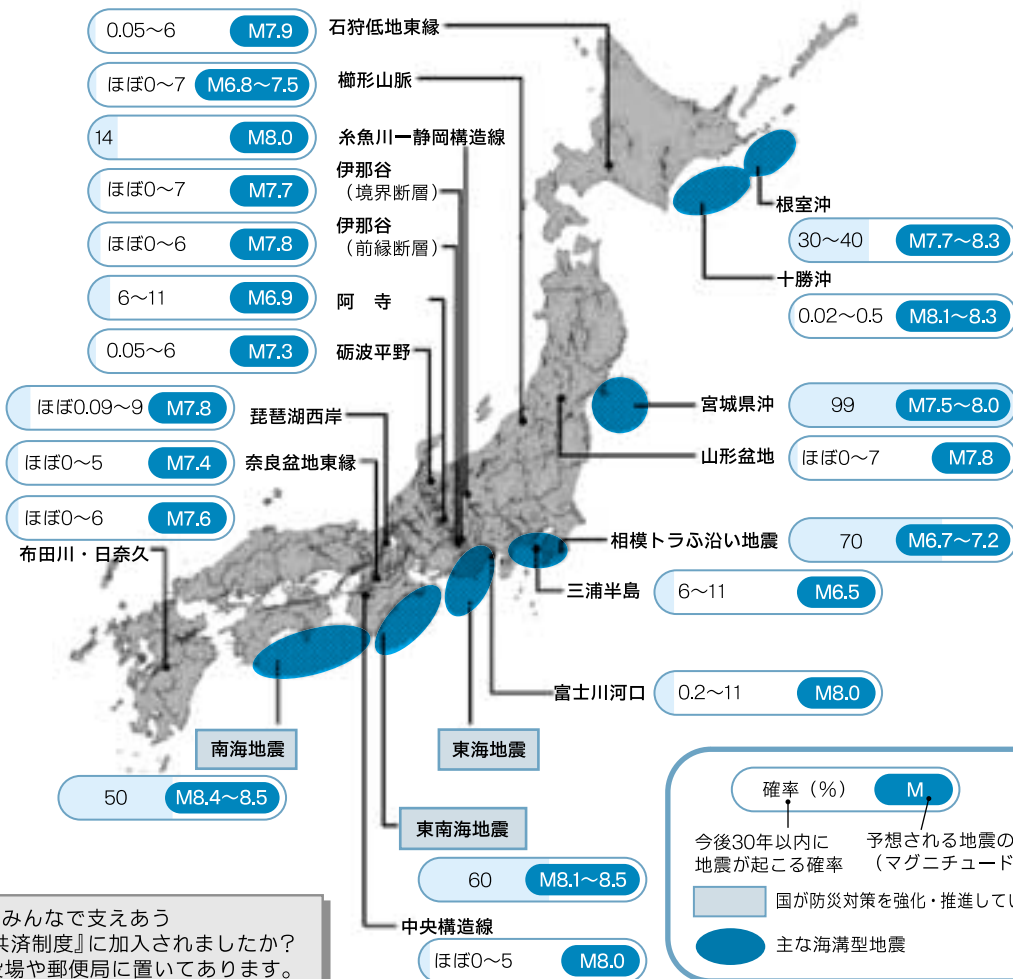 0.05～6 M7.9 石狩低地東縁
ほぼ0～7 M6.8～7.5 櫛形山脈
14 M8.0 糸魚川ー静岡構造線
ほぼ0～7 M7.7 伊那谷
（境界断層）
ほぼ0～6 M7.8 伊那谷
（前縁断層）
6～11 M6.9 阿 寺
0.05～6 M7.3 砺波平野
ほぼ0.09～9 M7.8 琵琶湖西岸
ほぼ0～5 M7.4 奈良盆地東縁
ほぼ0～6 M7.6
布田川・日奈久
根室沖
30～40 M7.7～8.3
十勝沖
0.02～0.5 M8.1～8.3
宮城県沖 99 M7.5～8.0
山形盆地 ほぼ0～7 M7.8
相模トラふ沿い地震 70 M6.7～7.2
三浦半島 6～11 M6.5
富士川河口 0.2～11 M8.0
南海地震
50 M8.4～8.5
東海地震
東南海地震
60 M8.1～8.5
中央構造線
ほぼ0～5 M8.0
確率（%） M
今後30年以内に
地震が起こる確率
予想される地震の
（マグニチュード
国が防災対策を強化・推進してい
主な海溝型地震
みんなで支えあう
共済制度』に加入されましたか?
役場や郵便局に置いてあります。